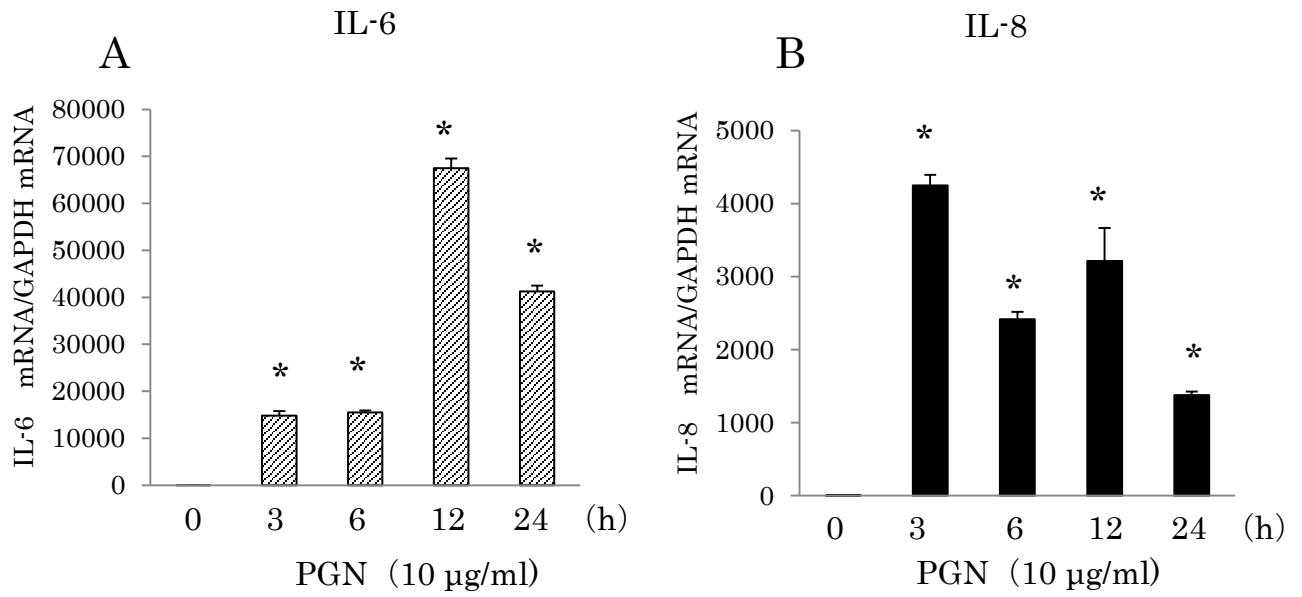 IL-6
A
IL-6 mRNA/GAPDH mRNA
80000
70000
60000
50000
40000
30000
20000
10000
0
*
*
*
*
0 3 6 12 24 (h)
PGN (10 µg/ml)
IL-8
B
IL-8 mRNA/GAPDH mRNA
5000
4000
3000
2000
1000
0
*
*
*
*
0 3 6 12 24 (h)
PGN (10 µg/ml)